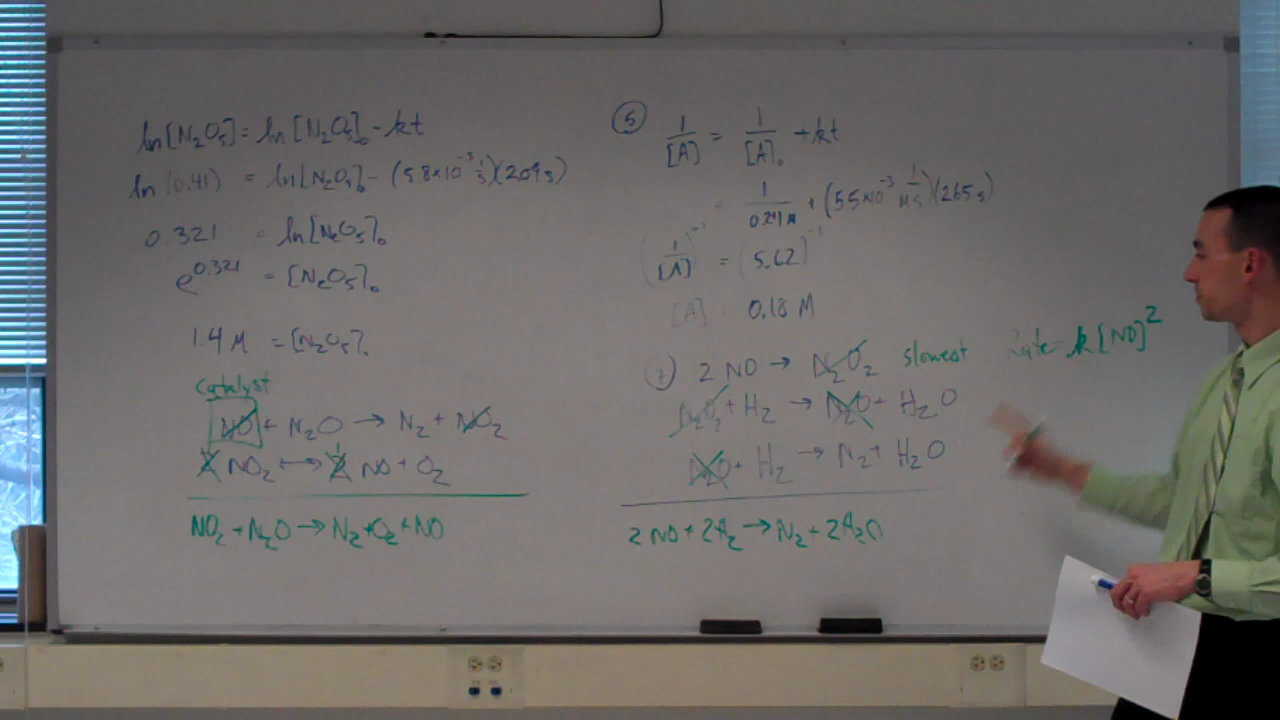 ln[N₂O₅] = ln[N₂O₅]₀ - kt
ln(0.41) = ln[N₂O₅]₀ - (5.8×10⁻³ 1/s)(209 s)
0.321 = ln[N₂O₅]₀
e^0.321 = [N₂O₅]₀
1.4 M = [N₂O₅]₀
catalyst
NO + N₂O → N₂ + NO₂
2 NO₂ ↔ 2 NO + O₂
NO₂ + N₂O → N₂ + O₂ + NO
5 1/[A] = 1/[A]₀ + kt
= 1/0.241 M + (5.5×10⁻³ 1/M s)(265 s)
(1/[A])⁻¹ = (5.62)⁻¹
[A] 0.18 M
2 NO → N₂O₂ slowest Rate = k[NO]²
N₂O₂ + H₂ → N₂O + H₂O
N₂O + H₂ → N₂ + H₂O
2 NO + 2H₂ → N₂ + 2H₂O